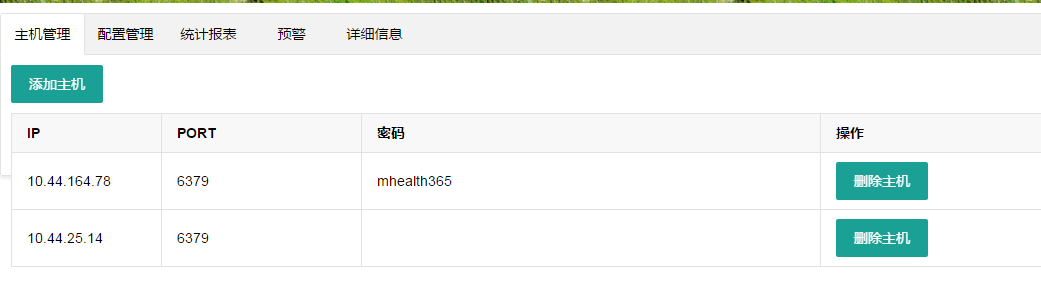 主机管理 配置管理 统计报表 预警 详细信息
添加主机
IP PORT 密码 操作
10.44.164.78 6379 mhealth365 删除主机
10.44.25.14 6379 删除主机